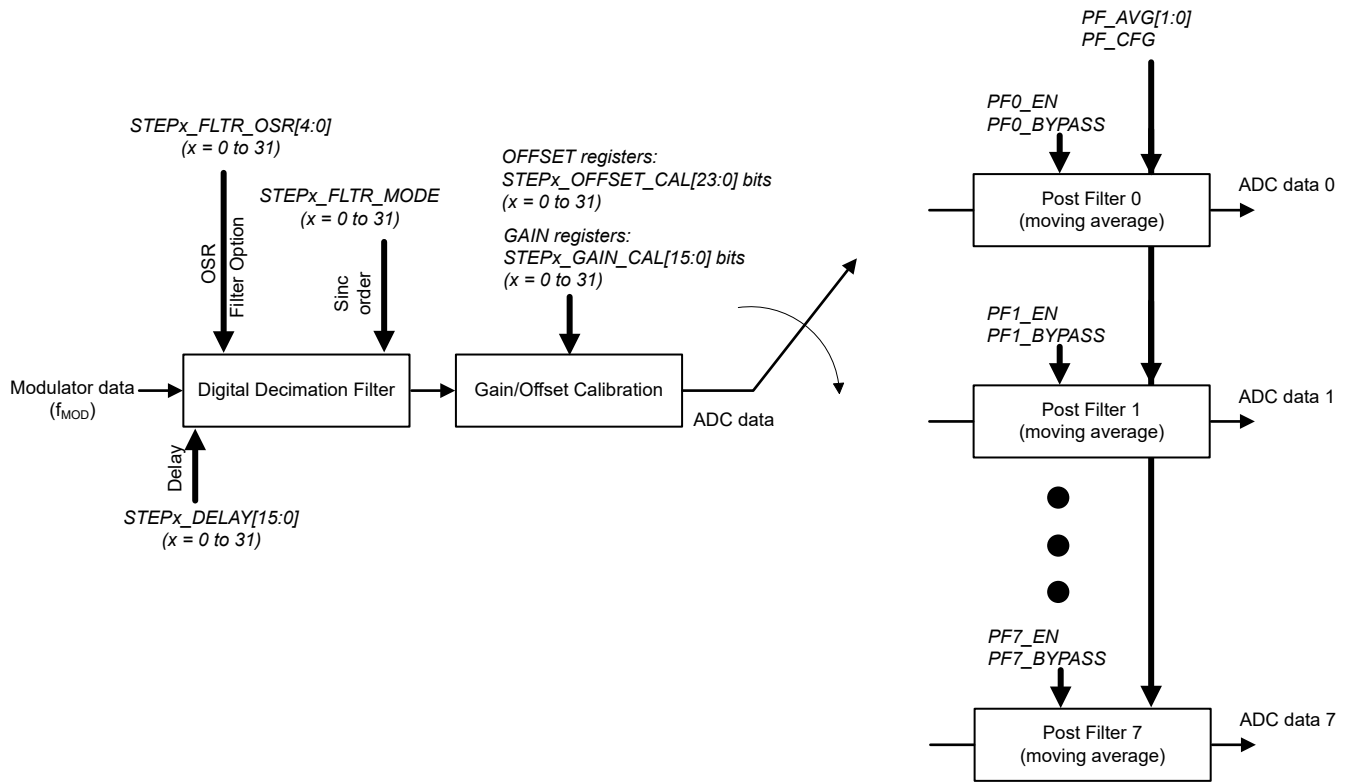 PF_AVG[1:0]
PF_CFG
PF0_EN
PF0_BYPASS
STEPx_FLTR_OSR[4:0]
(x = 0 to 31)
OFFSET registers:
STEPx_OFFSET_CAL[23:0] bits
(x = 0 to 31)
STEPx_FLTR_MODE
(x = 0 to 31)
GAIN registers:
STEPx_GAIN_CAL[15:0] bits
(x = 0 to 31)
Post Filter 0
(moving average)
ADC data 0
OSR
Filter Option
Sinc
order
PF1_EN
PF1_BYPASS
Modulator data
(fMOD)
Digital Decimation Filter
Gain/Offset Calibration
ADC data
Post Filter 1
(moving average)
ADC data 1
Delay
STEPx_DELAY[15:0]
(x = 0 to 31)
PF7_EN
PF7_BYPASS
Post Filter 7
(moving average)
ADC data 7